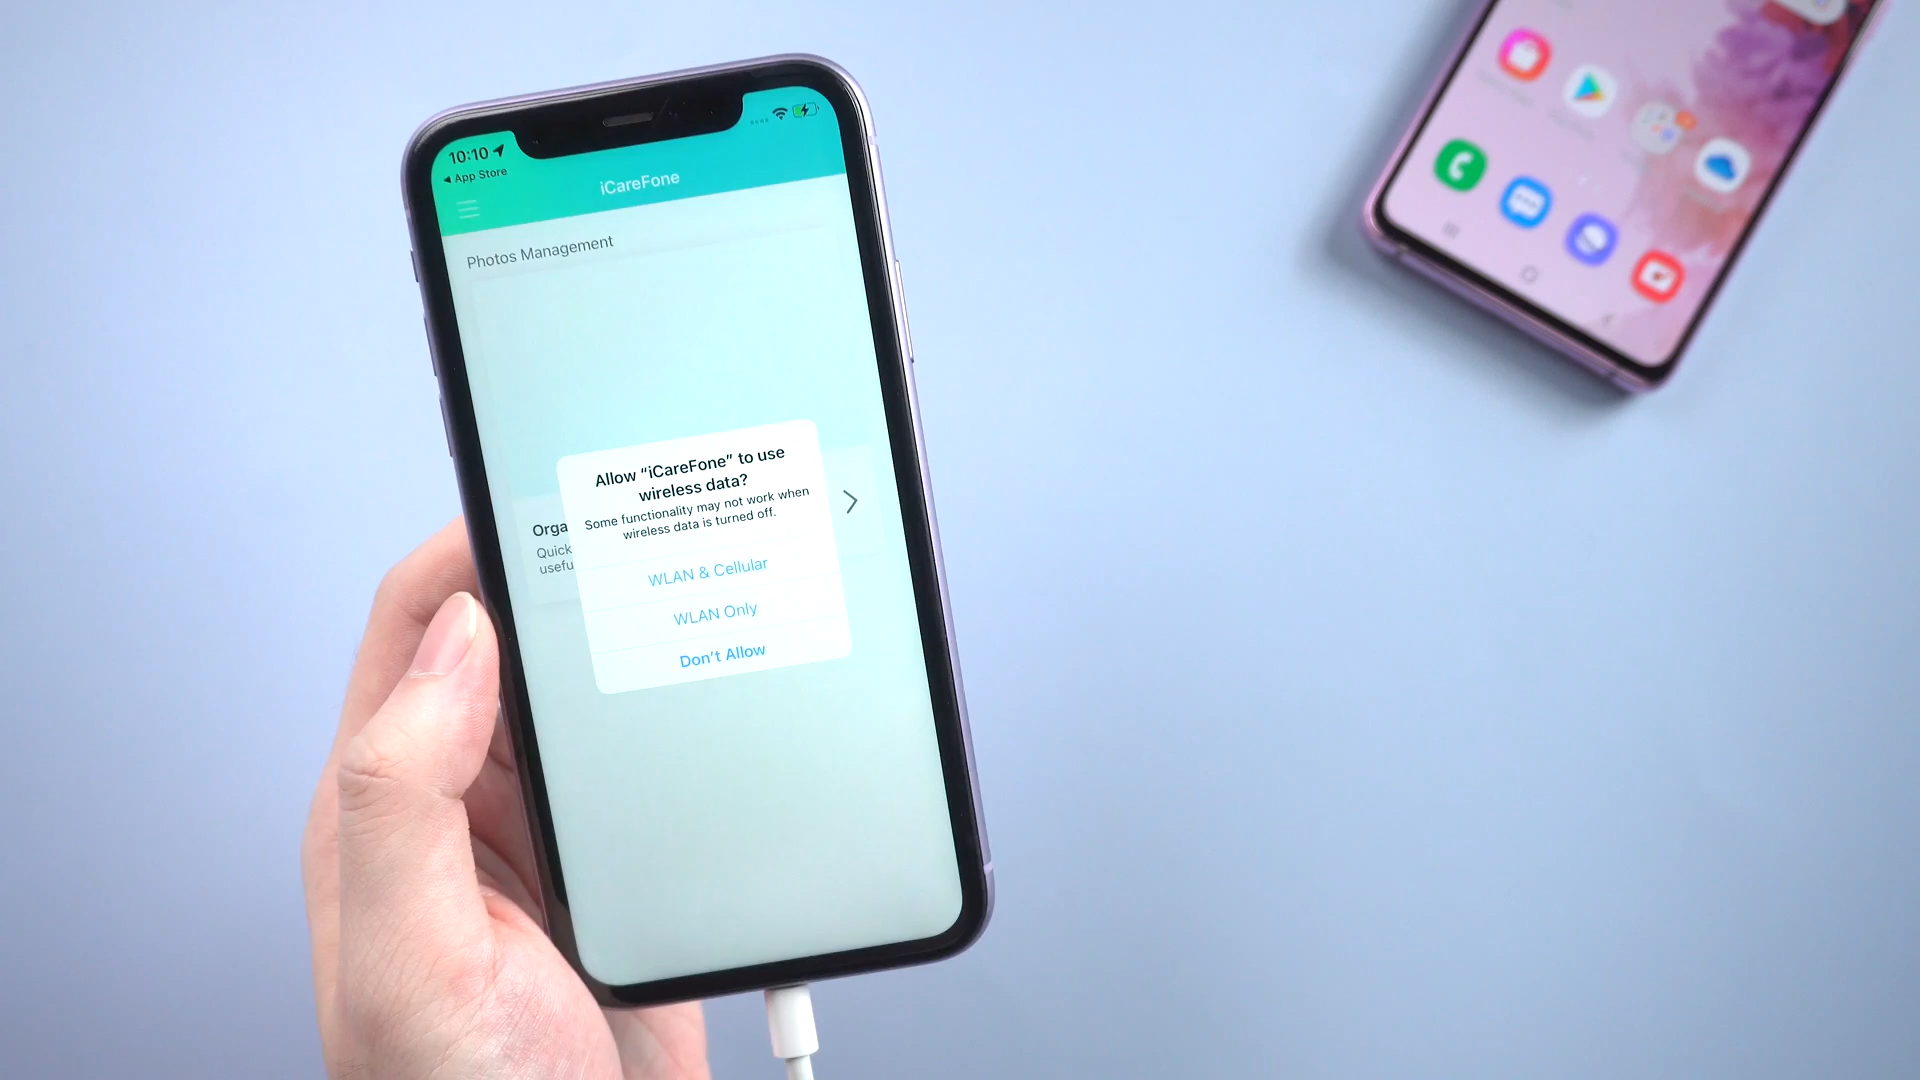 10:10
App Store
iCareFone
Photos Management
Allow “iCareFone” to use
wireless data?
Some functionality may not work when
wireless data is turned off.
Orga
Quick
usefu
WLAN & Cellular
WLAN Only
Don’t Allow